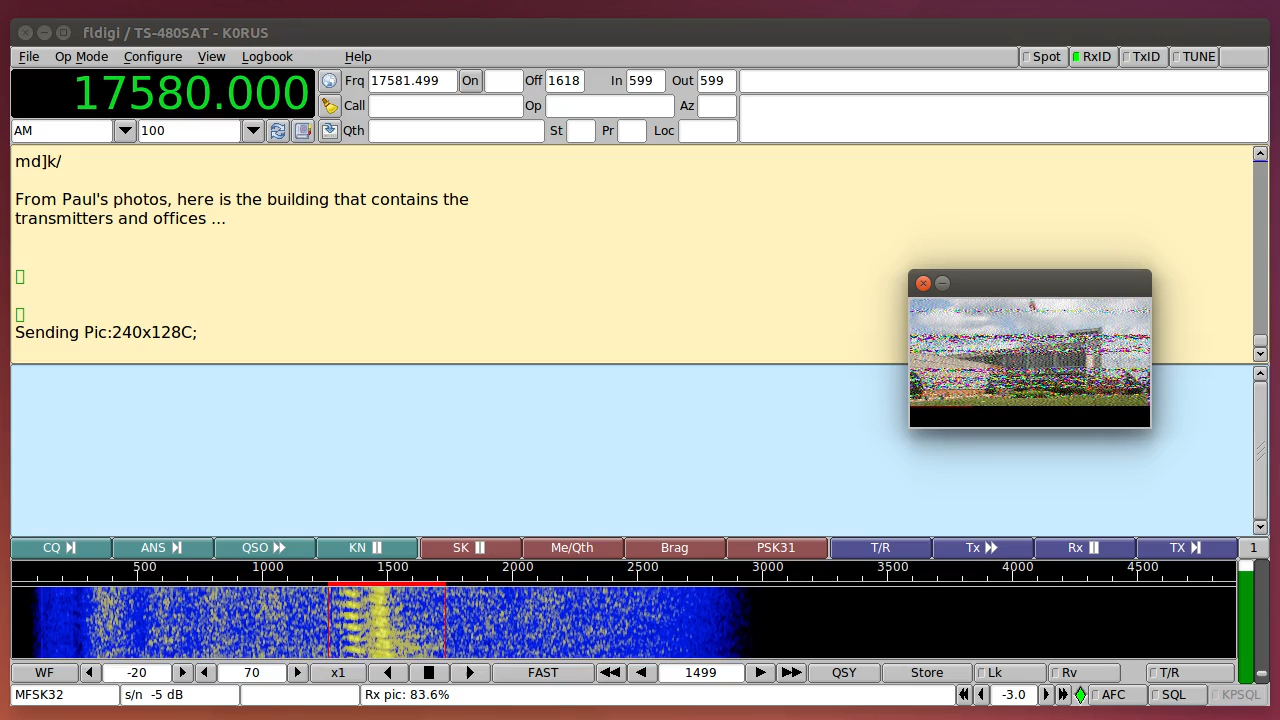 fldigi / TS-480SAT - K0RUS
File Op Mode Configure View Logbook Help Spot RxID TxID TUNE
17580.000 Frq 17581.499 On Off 1618 In 599 Out 599
Call Op Az
AM 100 Qth St Pr Loc
md]k/
From Paul's photos, here is the building that contains the
transmitters and offices ...
Sending Pic:240x128C;
CQ ANS QSO KN SK Me/Qth Brag PSK31 T/R Tx Rx TX 1
500 1000 1500 2000 2500 3000 3500 4000 4500
WF -20 70 x1 FAST 1499 QSY Store Lk Rv T/R
MFSK32 s/n -5 dB Rx pic: 83.6% -3.0 AFC SQL KPSQL